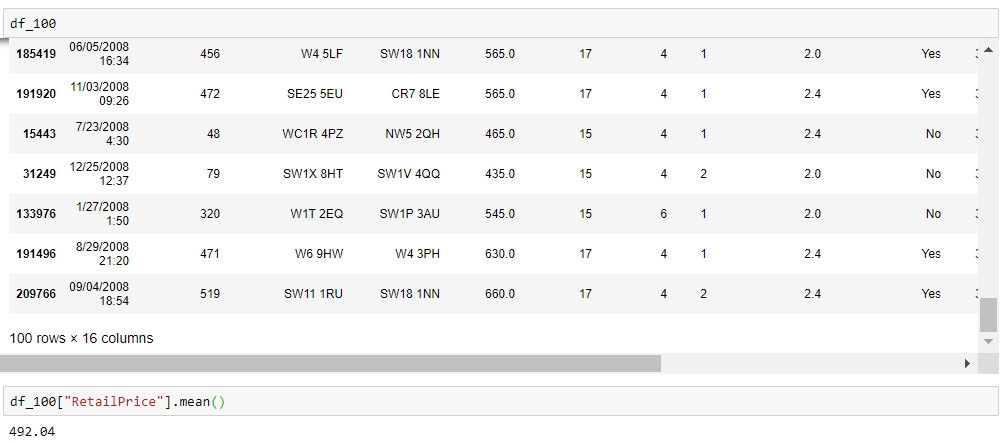 df_100
185419 06/05/2008 16:34 456 W4 5LF SW18 1NN 565.0 17 4 1 2.0 Yes
191920 11/03/2008 09:26 472 SE25 5EU CR7 8LE 565.0 17 4 1 2.4 Yes
15443 7/23/2008 4:30 48 WC1R 4PZ NW5 2QH 465.0 15 4 1 2.4 No
31249 12/25/2008 12:37 79 SW1X 8HT SW1V 4QQ 435.0 15 4 2 2.0 No
133976 1/27/2008 1:50 320 W1T 2EQ SW1P 3AU 545.0 15 6 1 2.0 No
191496 8/29/2008 21:20 471 W6 9HW W4 3PH 630.0 17 4 1 2.4 Yes
209766 09/04/2008 18:54 519 SW11 1RU SW18 1NN 660.0 17 4 2 2.4 Yes
100 rows × 16 columns
df_100["RetailPrice"].mean()
492.04